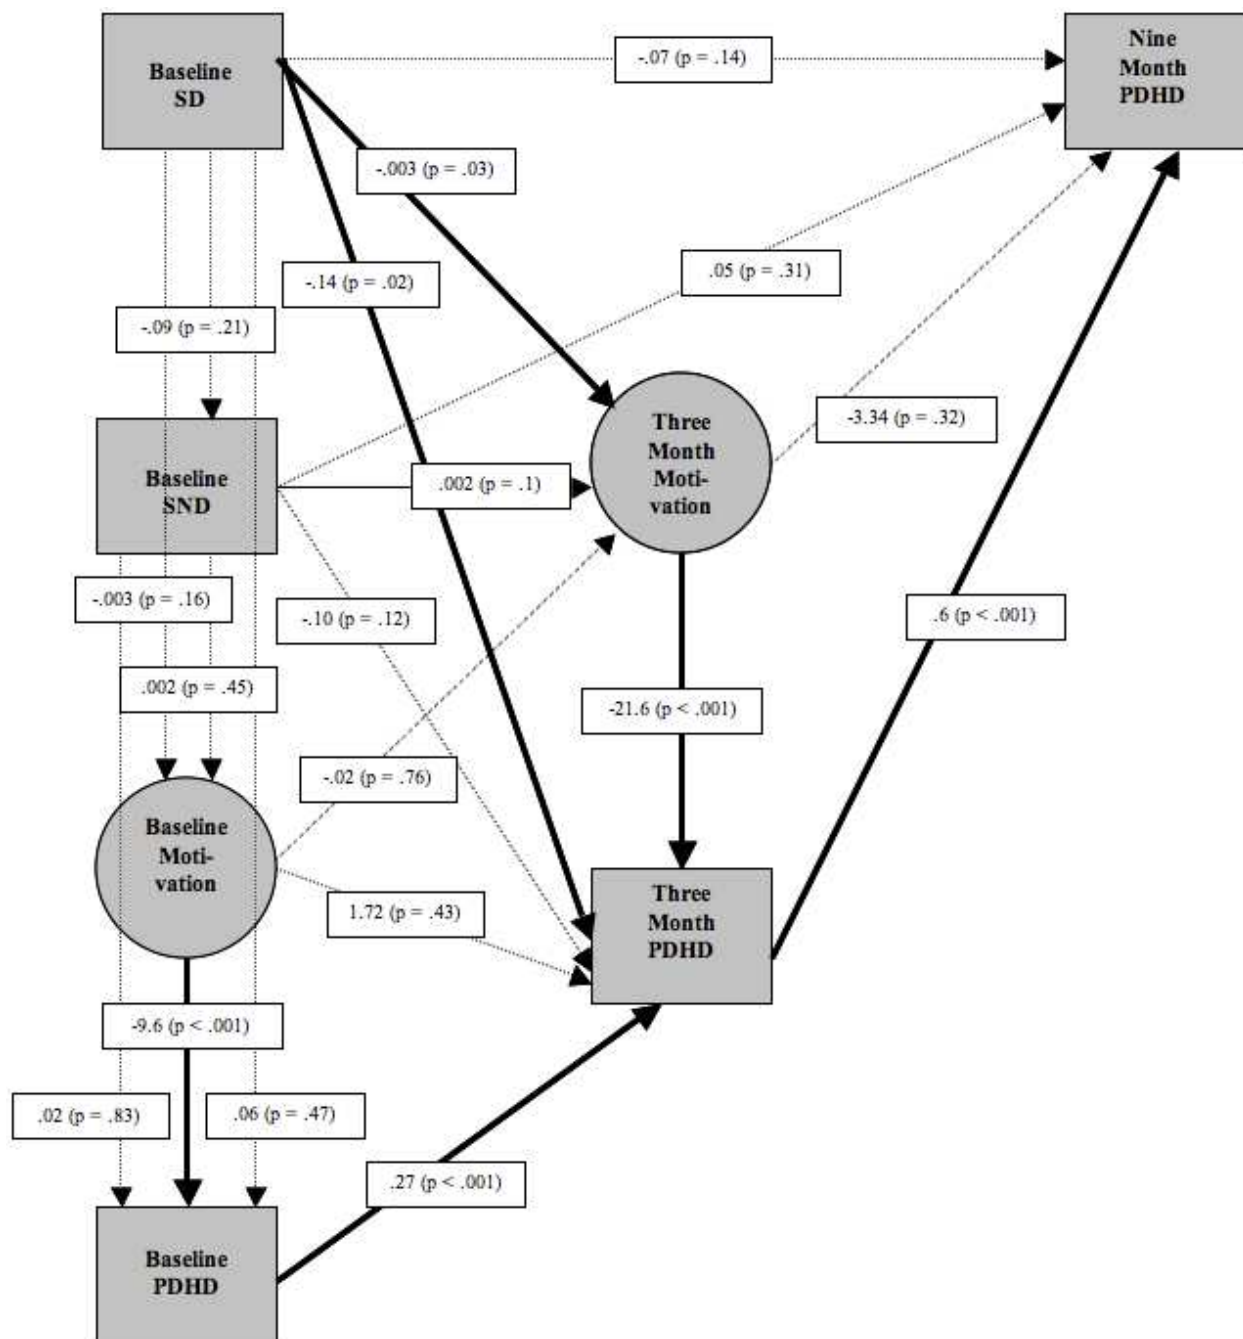 Baseline
SD
Nine
Month
PDHD
-.07 (p = .14)
-.003 (p = .03)
-.14 (p = .02)
.05 (p = .31)
-.09 (p = .21)
Three
Month
Moti-
vation
-3.34 (p = .32)
Baseline
SND
.002 (p = .1)
-.003 (p = .16)
-.10 (p = .12)
.6 (p < .001)
.002 (p = .45)
-21.6 (p < .001)
-.02 (p = .76)
Baseline
Moti-
vation
1.72 (p = .43)
Three
Month
PDHD
-9.6 (p < .001)
.02 (p = .83)
.06 (p = .47)
.27 (p < .001)
Baseline
PDHD